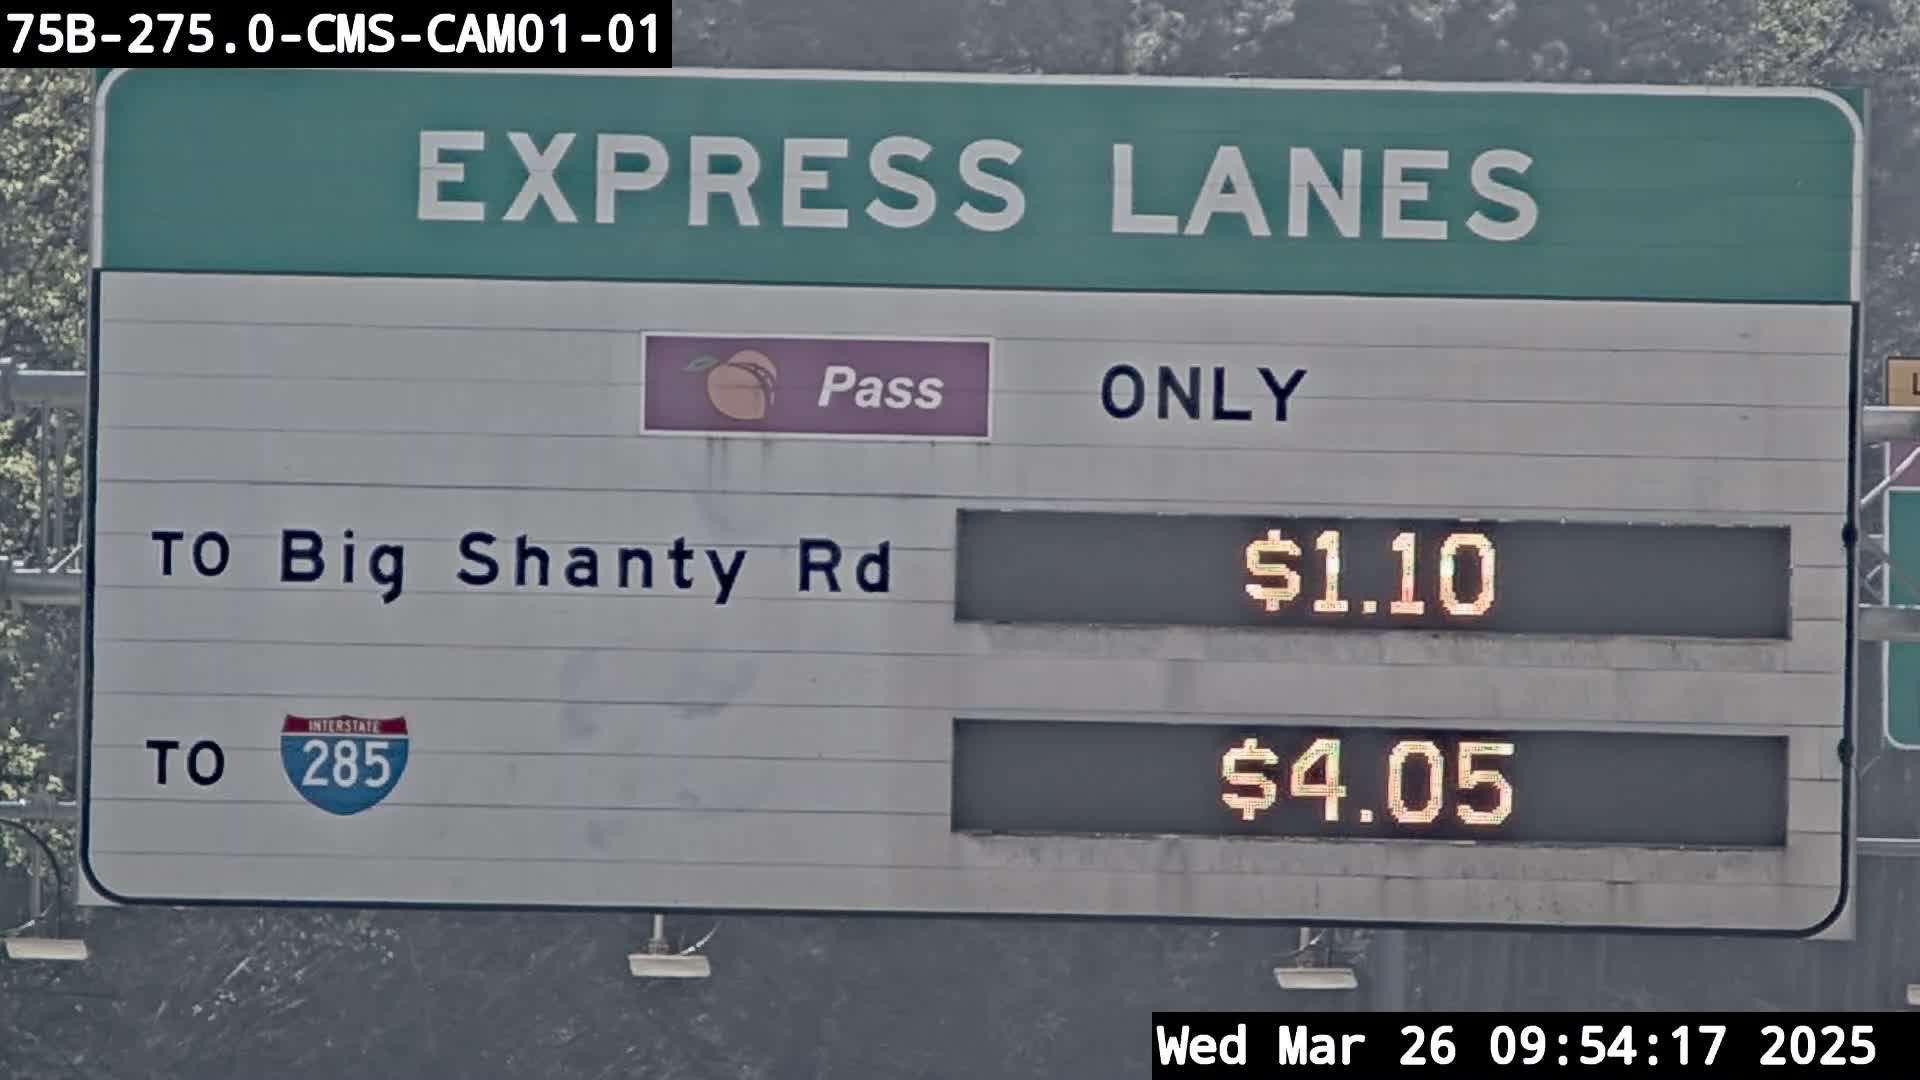 75B-275.0-CMS-CAM01-01
EXPRESS LANES
Pass ONLY
TO Big Shanty Rd $1.10
TO INTERSTATE 285 $4.05
Wed Mar 26 09:54:17 2025